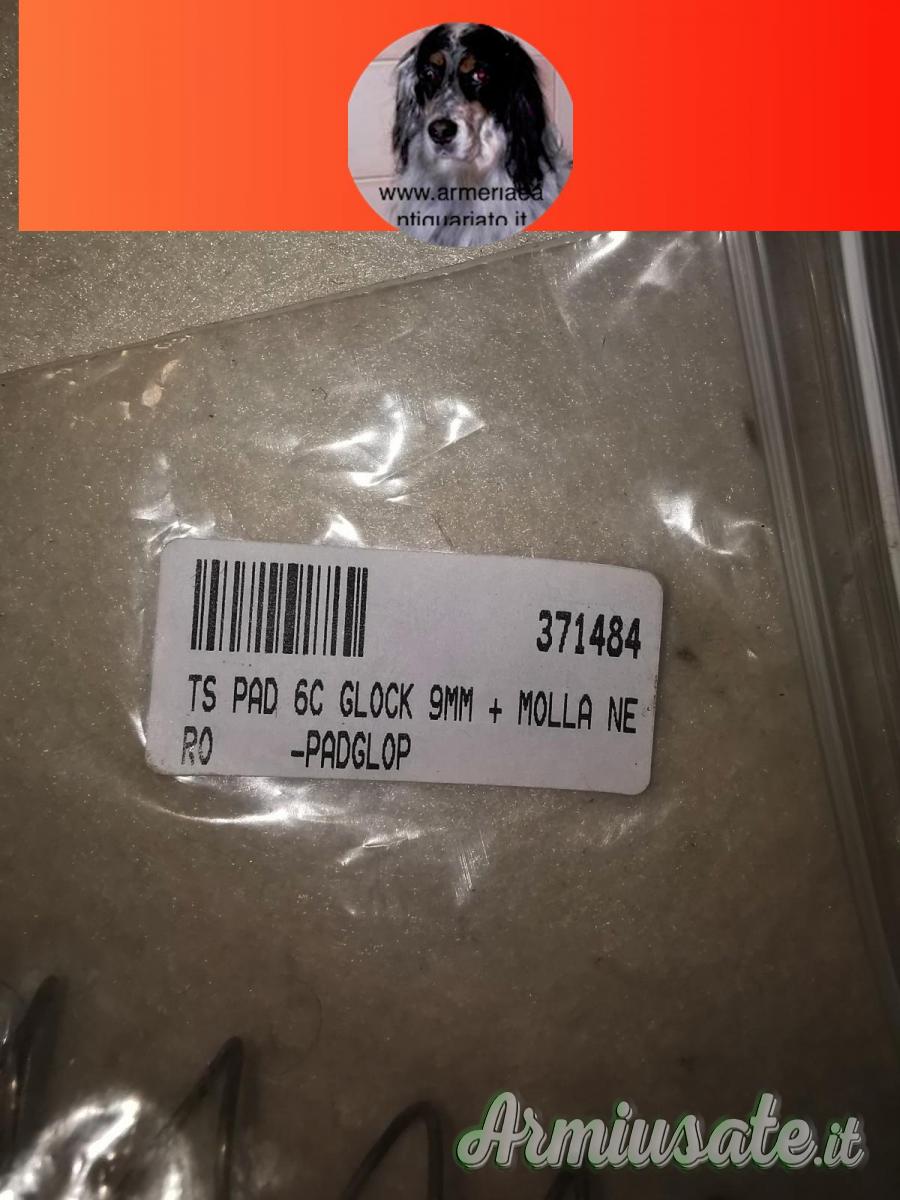 www.armeriaea
ntiquariato.it
371484
TS PAD 6C GLOCK 9MM + MOLLA NE
RO -PADGLOP
Armiusate.it